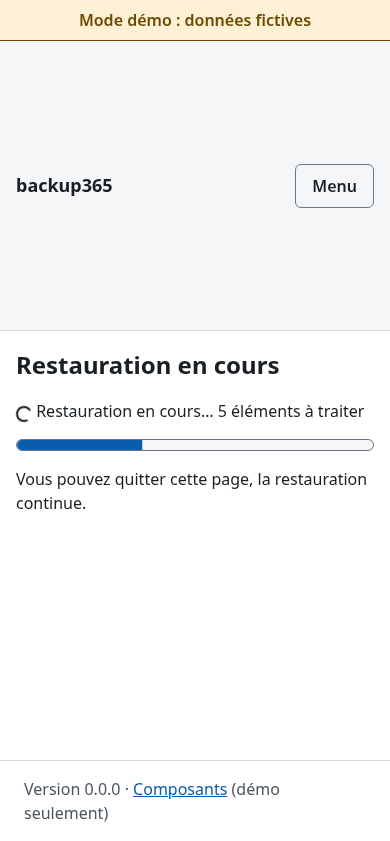 Mode démo : données fictives
backup365
Menu
Restauration en cours
Restauration en cours… 5 éléments à traiter
Vous pouvez quitter cette page, la restauration
continue.
Version 0.0.0 · Composants (démo
seulement)